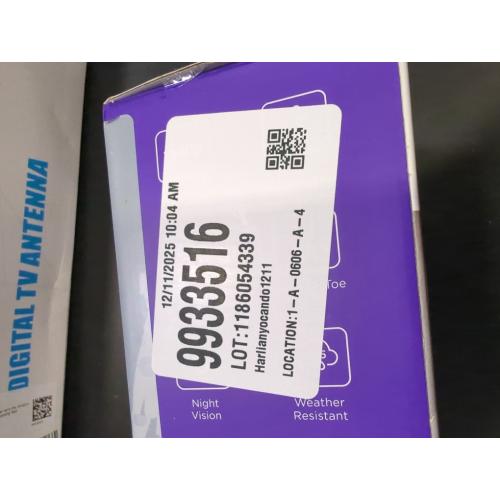 DIGITAL TV ANTENNA
12/11/2025 10:04 AM
9933516
LOT:1186054339
Harlianyocando1211
LOCATION:1-A-0606-A-4
Toe
Night
Vision
Weather
Resistant